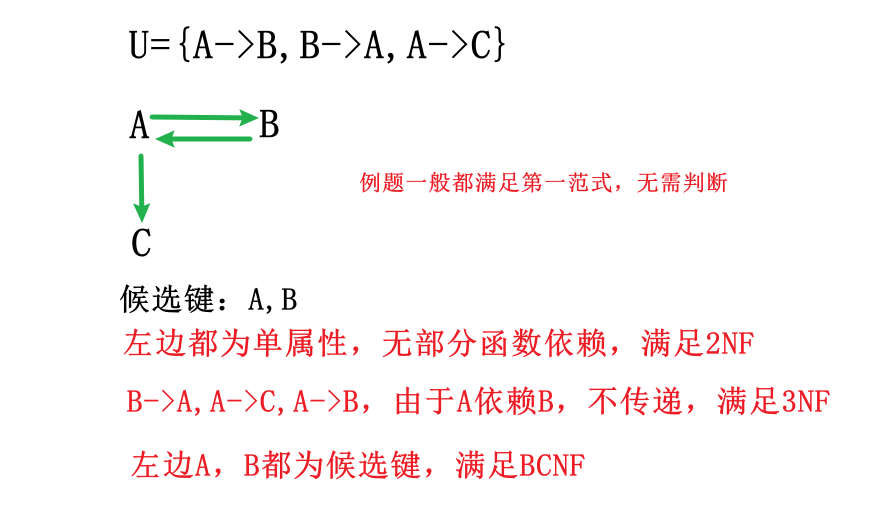 U={A->B,B->A,A->C}
A B
例题一般都满足第一范式，无需判断
C
候选键：A,B
左边都为单属性，无部分函数依赖，满足2NF
B->A,A->C,A->B，由于A依赖B，不传递，满足3NF
左边A，B都为候选键，满足BCNF